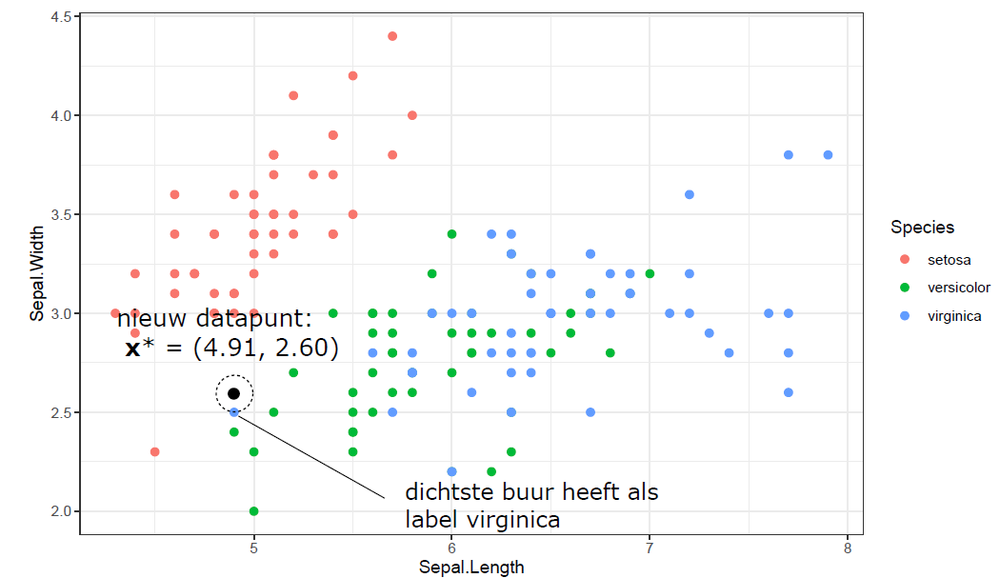 4.5
4.0
3.5
3.0
2.5
2.0
Sepal.Width
nieuw datapunt:
x* = (4.91, 2.60)
dichtste buur heeft als
label virginica
5
6
7
8
Sepal.Length
Species
setosa
versicolor
virginica